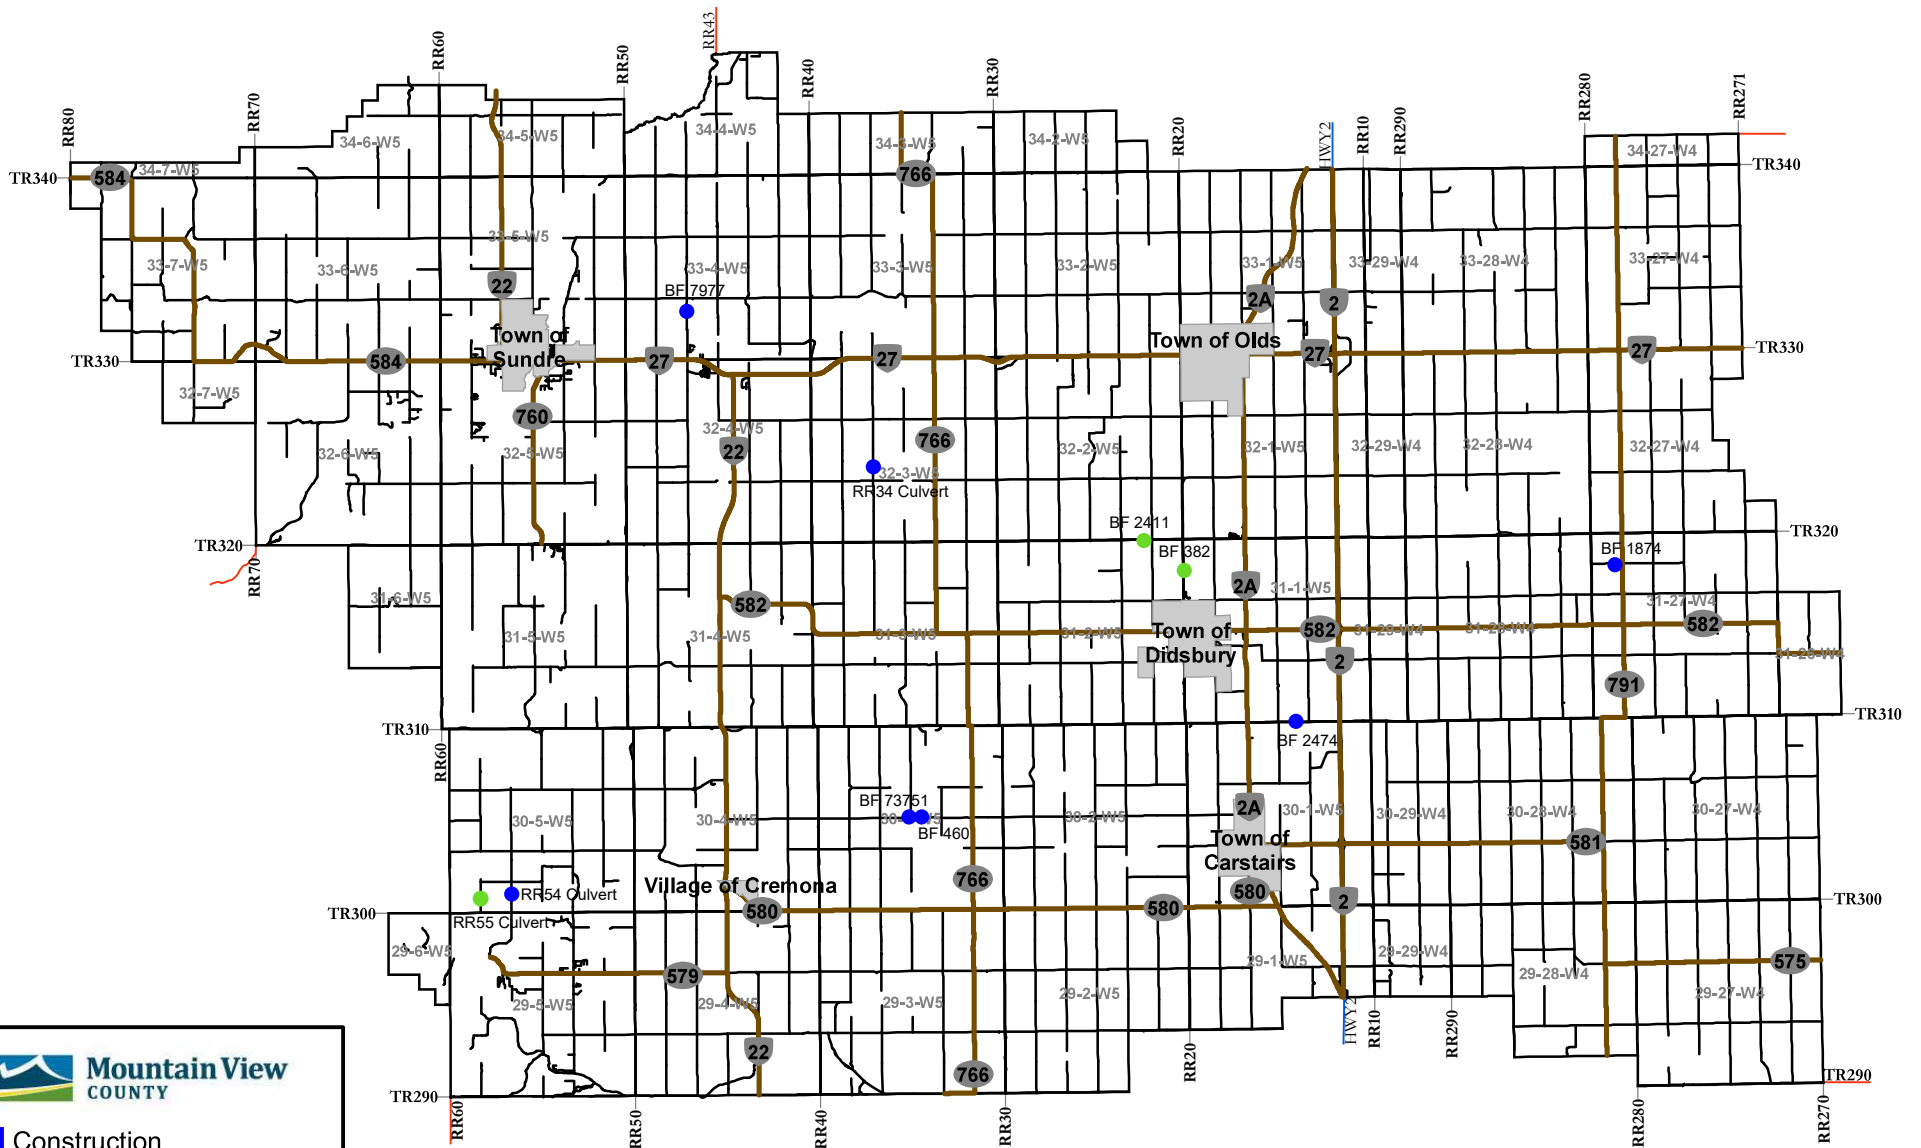 RR43
RR60
RR50
RR40
RR30
RR80
RR70
RR20
HWY2
RR10
RR290
RR280
RR271
34-6-W5
34-5-W5
34-4-W5
34-3-W5
34-2-W5
34-27-W4
TR340
584
34-7-W5
766
TR340
33-7-W5
33-6-W5
33-5-W5
33-4-W5
33-3-W5
33-2-W5
33-1-W5
33-29-W4
33-28-W4
33-27-W4
22
BF 7977
2A
2
Town of
Sundre
Town of Olds
TR330
584
27
27
27
27
TR330
32-7-W5
760
32-6-W5
32-5-W5
32-4-W5
22
766
32-3-W5
RR34 Culvert
32-2-W5
32-1-W5
32-29-W4
32-28-W4
32-27-W4
BF 2411
BF 382
BF 1874
TR320
TR320
RR70
31-6-W5
582
2A
31-1-W5
31-27-W4
31-5-W5
31-4-W5
31-3-W5
31-2-W5
Town of
Didsbury
582
31-29-W4
31-28-W4
582
2
31-26-W4
791
TR310
BF 2474
TR310
RR60
BF 73751
BF 460
30-5-W5
30-4-W5
30-2-W5
2A
30-1-W5
30-29-W4
30-28-W4
30-27-W4
Town of
Carstairs
581
Village of Cremona
766
RR54 Culvert
RR55 Culvert
TR300
580
580
580
2
TR300
29-6-W5
579
29-5-W5
29-4-W5
29-3-W5
29-2-W5
29-1-W5
29-29-W4
29-28-W4
575
29-27-W4
HWY2
RR10
RR290
RR20
22
766
TR290
TR290
RR60
RR50
RR40
RR30
RR280
RR270
Mountain View
COUNTY
Construction